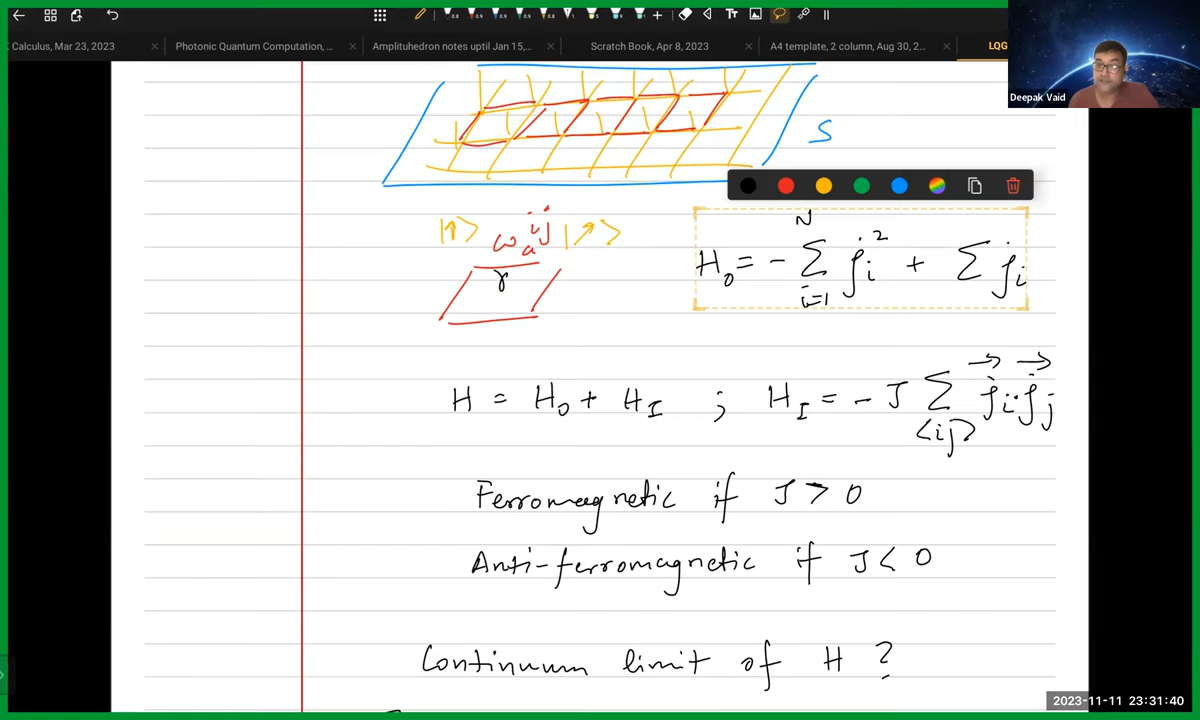 Calculus, Mar 23, 2023
Photonic Quantum Computation, ...
Amplituhedron notes uptil Jan 15,...
Scratch Book, Apr 8, 2023
A4 template, 2 column, Aug 30, 2...
LQG
Deepak Vaid
S
|↑> ω_a^{ij} |↗>
γ
H_0 = - Σ_{i=1}^{N} j_i^2 + Σ j_i
H = H_0 + H_I ; H_I = - J Σ_{<ij>} \vec{j}_i · \vec{j}_j
Ferromagnetic if J > 0
Anti-ferromagnetic if J < 0
Continuum limit of H ?
2023-11-11 23:31:40